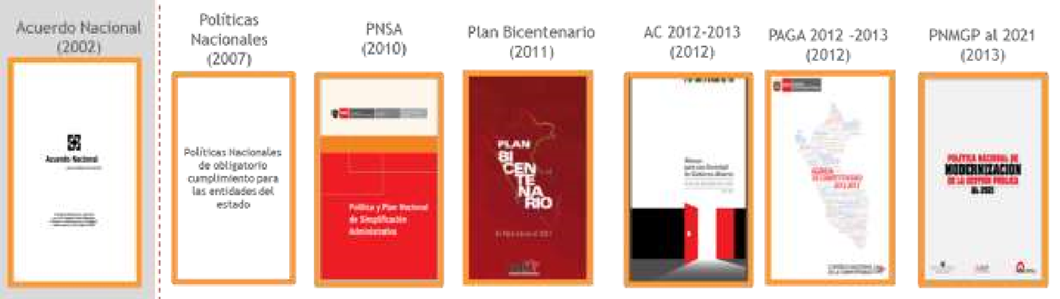 Acuerdo Nacional
(2002)
Acuerdo Nacional
Políticas
Nacionales
(2007)
Políticas Nacionales
de obligatorio
cumplimiento para
las entidades del
estado
PNSA
(2010)
Política y Plan Nacional
de Simplificación
Administrativa
Plan Bicentenario
(2011)
PLAN
BI
CEN
TE
NA
RIO
AC 2012-2013
(2012)
PAGA 2012 -2013
(2012)
AGENDA
DE COMPETITIVIDAD
2012-2013
PNMGP al 2021
(2013)
POLÍTICA NACIONAL DE
MODERNIZACIÓN
DE LA GESTIÓN PÚBLICA
AL 2021